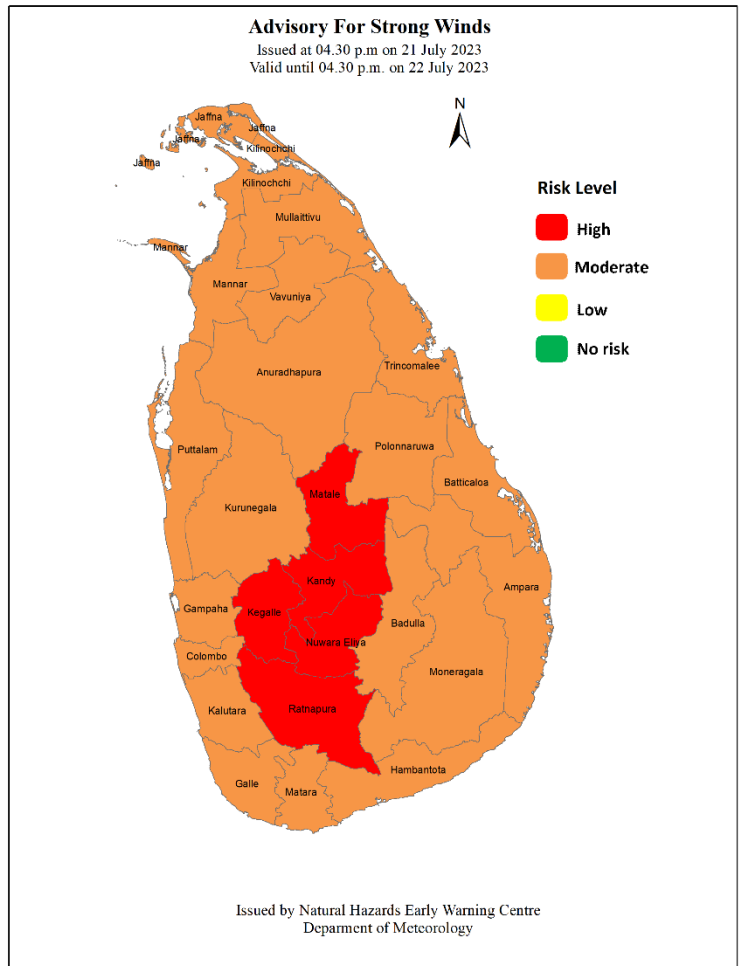 Advisory For Strong Winds
Issued at 04.30 p.m on 21 July 2023
Valid until 04.30 p.m. on 22 July 2023
N
Jaffna
Jaffna
Jaffna
Kilinochchi
Jaffna
Kilinochchi
Risk Level
Mullaittivu
High
Mannar
Moderate
Mannar
Vavuniya
Low
No risk
Trincomalee
Anuradhapura
Polonnaruwa
Puttalam
Batticaloa
Matale
Kurunegala
Kandy
Ampara
Gampaha
Kegalle
Badulla
Nuwara Eliya
Colombo
Moneragala
Kalutara
Ratnapura
Hambantota
Galle
Matara
Issued by Natural Hazards Early Warning Centre
Deparment of Meteorology